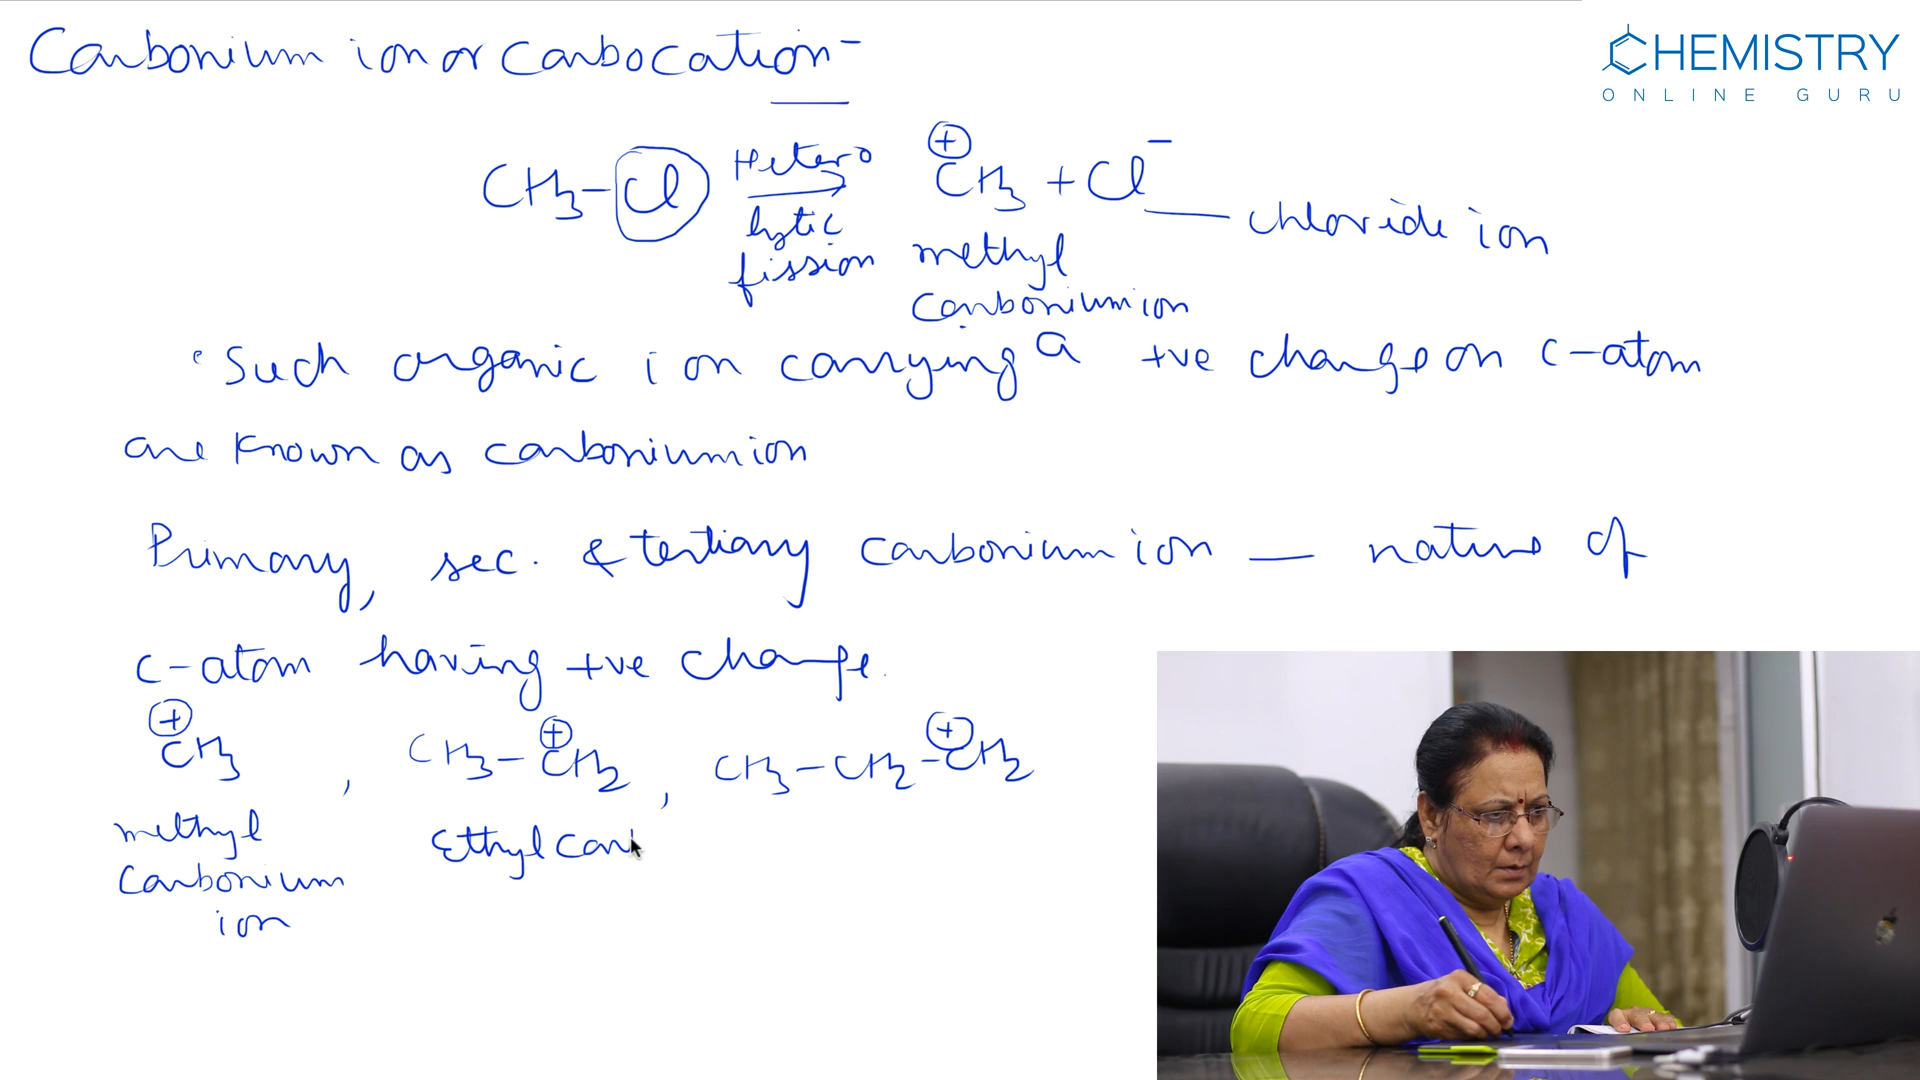 Carbonium ion or carbocation-
CHEMISTRY
ONLINE GURU
CH3-Cl Hetero lytic fission ⊕CH3 + Cl⁻ — chloride ion
methyl
carbonium ion
Such organic ion carrying a +ve charge on c-atom
are known as carbonium ion
Primary, sec. & tertiary carbonium ion — nature of
c-atom having +ve charge.
⊕CH3 , CH3-⊕CH2 , CH3-CH2-⊕CH2
methyl Ethyl Car
Carbonium
ion